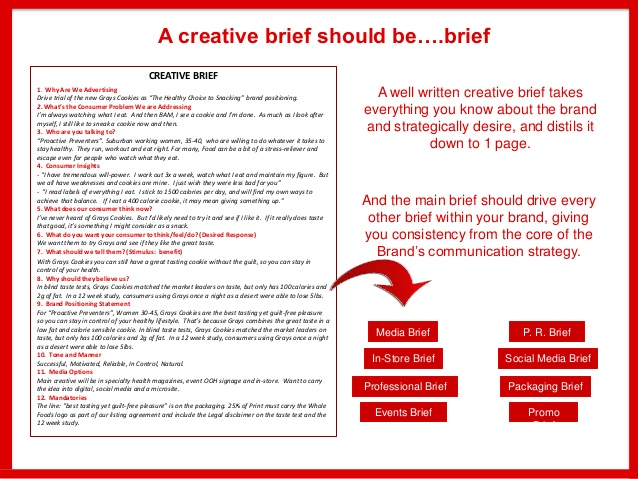 A creative brief should be….brief
CREATIVE BRIEF
1. Why Are We Advertising
Drive trial of the new Grays Cookies as “The Healthy Choice to Snacking” brand positioning.
2. What's the Consumer Problem We are Addressing
I'm always watching what I eat. And then BAM, I see a cookie and I'm done. As much as I look after
myself, I still like to sneak a cookie now and then.
3. Who are you talking to?
“Proactive Preventers”. Suburban working women, 35-40, who are willing to do whatever it takes to
stay healthy. They run, workout and eat right. For many, Food can be a bit of a stress-reliever and
escape even for people who watch what they eat.
4. Consumer Insights
- “I have tremendous will-power. I work out 3x a week, watch what I eat and maintain my figure. But
we all have weaknesses and cookies are mine. I just wish they were less bad for you”
- “I read labels of everything I eat. I stick to 1500 calories per day, and will find my own ways to
achieve that balance. If I eat a 400 calorie cookie, it may mean giving something up.”
5. What does our consumer think now?
I've never heard of Grays Cookies. But I'd likely need to try it and see if I like it. If it really does taste
that good, it's something I might consider as a snack.
6. What do you want your consumer to think/feel/do? (Desired Response)
We want them to try Grays and see if they like the great taste.
7. What should we tell them? (Stimulus: benefit)
With Grays Cookies you can still have a great tasting cookie without the guilt, so you can stay in
control of your health.
8. Why should they believe us?
In blind taste tests, Grays Cookies matched the market leaders on taste, but only has 100 calories and
2g of fat. In a 12 week study, consumers using Grays once a night as a desert were able to lose 5lbs.
9. Brand Positioning Statement
For “Proactive Preventers”, Women 30-45, Grays Cookies are the best tasting yet guilt-free pleasure
so you can stay in control of your healthy lifestyle. That's because Grays Cookies combines the great taste in a
low fat and calorie sensible cookie. In blind taste tests, Grays Cookies matched the market leaders on
taste, but only has 100 calories and 2g of fat. In a 12 week study, consumers using Grays once a night
as a desert were able to lose 5lbs.
10. Tone and Manner
Successful, Motivated, Reliable, In Control, Natural.
11. Media Options
Main creative will be in specialty health magazines, event OOH signage and in-store. Want to carry
the idea into digital, social media and a microsite.
12. Mandatories
The line: “best tasting yet guilt-free pleasure” is on the packaging. 25% of Print must carry the Whole
Foods logo as part of our listing agreement and include the Legal disclaimer on the taste test and the
12 week study.
A well written creative brief takes
everything you know about the brand
and strategically desire, and distils it
down to 1 page.
And the main brief should drive every
other brief within your brand, giving
you consistency from the core of the
Brand's communication strategy.
Media Brief
P. R. Brief
In-Store Brief
Social Media Brief
Professional Brief
Packaging Brief
Events Brief
Promo